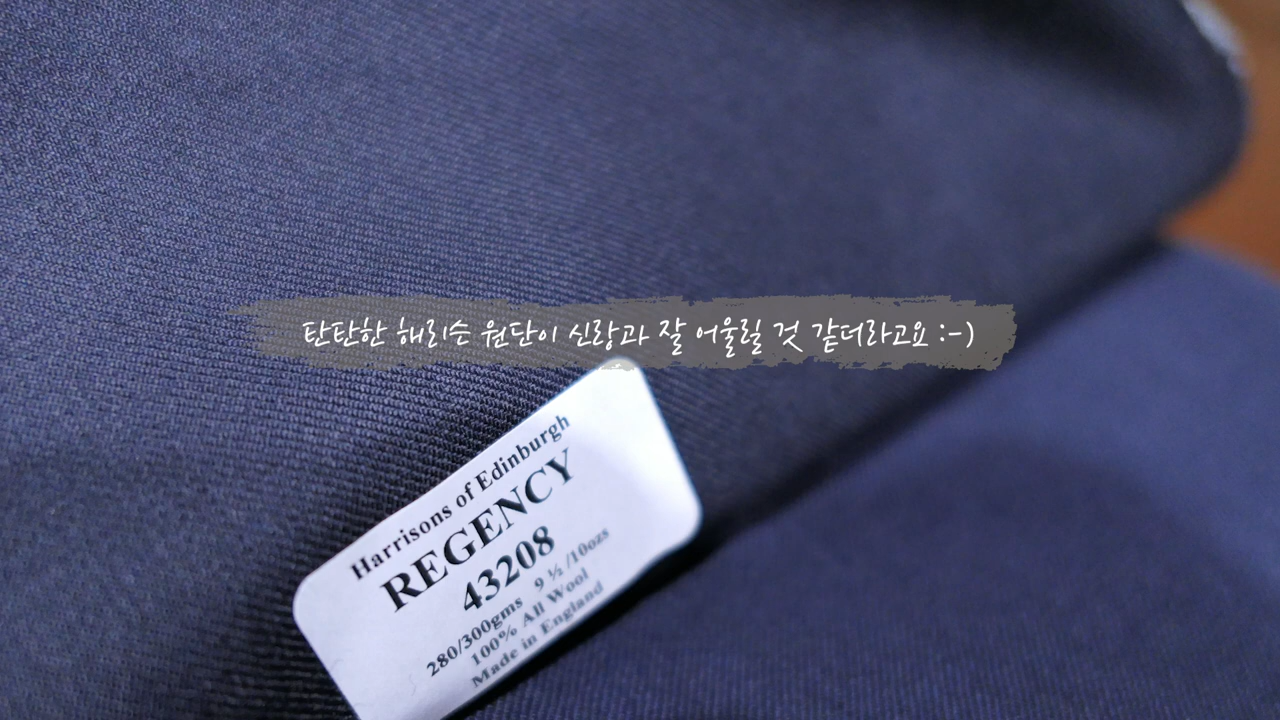 탄탄한 해리슨 원단이 신랑과 잘 어울릴 것 같더라고요 :-)
Harrisons of Edinburgh
REGENCY
43208
280/300gms 9 ½ /10ozs
100% All Wool
Made in England